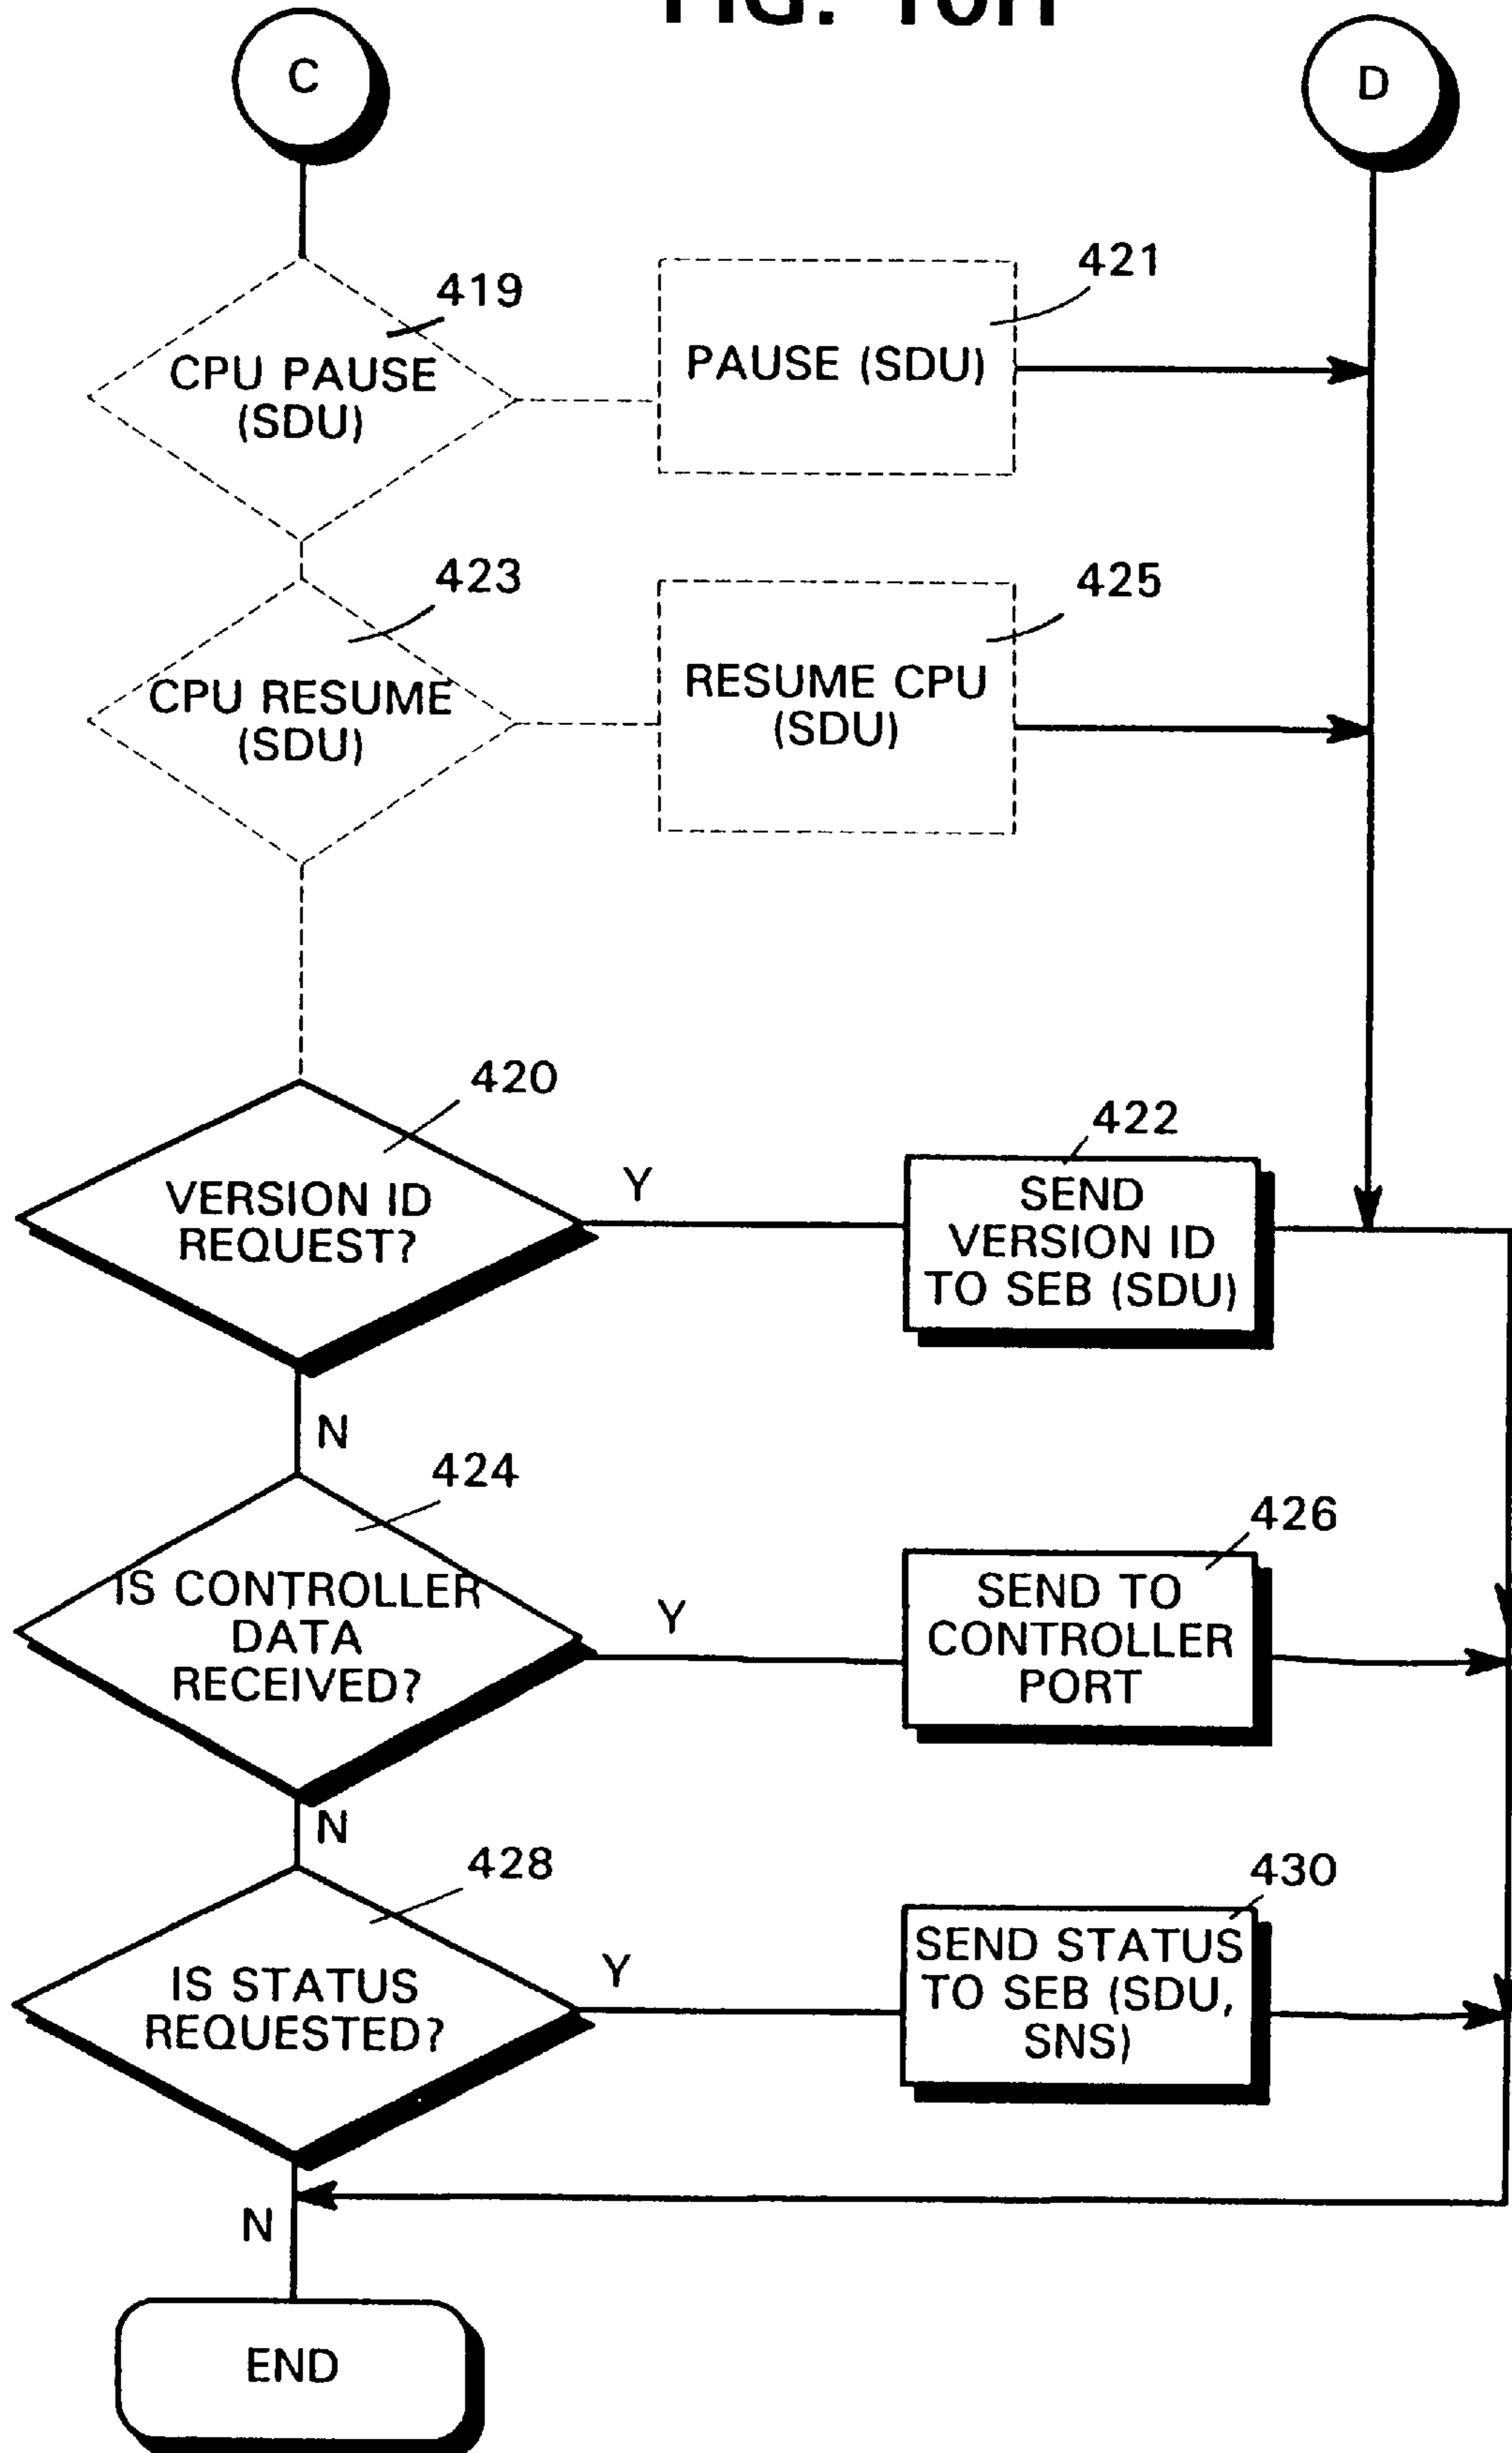 C
D
419
CPU PAUSE
(SDU)
421
PAUSE (SDU)
423
CPU RESUME
(SDU)
425
RESUME CPU
(SDU)
420
VERSION ID
REQUEST?
Y
422
SEND
VERSION ID
TO SEB (SDU)
N
424
IS CONTROLLER
DATA
RECEIVED?
Y
426
SEND TO
CONTROLLER
PORT
N
428
IS STATUS
REQUESTED?
Y
430
SEND STATUS
TO SEB (SDU,
SNS)
N
END